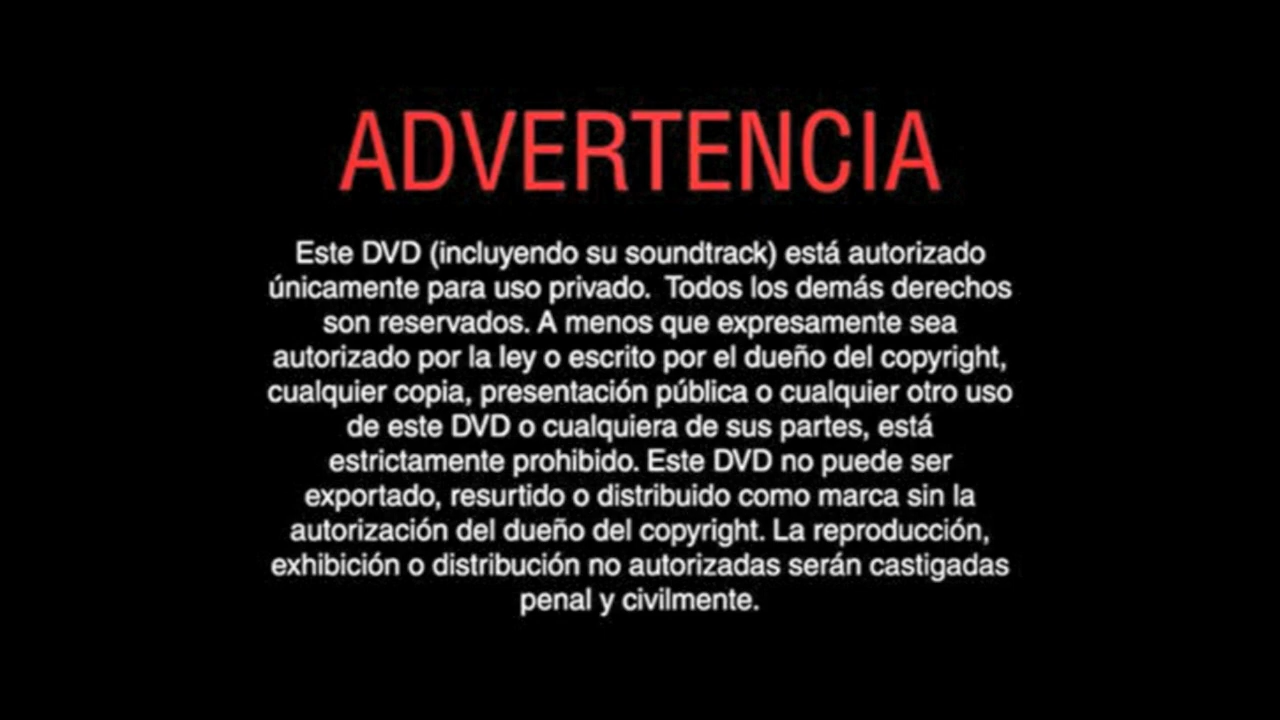 ADVERTENCIA
Este DVD (incluyendo su soundtrack) está autorizado
únicamente para uso privado.  Todos los demás derechos
son reservados. A menos que expresamente sea
autorizado por la ley o escrito por el dueño del copyright,
cualquier copia, presentación pública o cualquier otro uso
de este DVD o cualquiera de sus partes, está
estrictamente prohibido. Este DVD no puede ser
exportado, resurtido o distribuido como marca sin la
autorización del dueño del copyright. La reproducción,
exhibición o distribución no autorizadas serán castigadas
penal y civilmente.